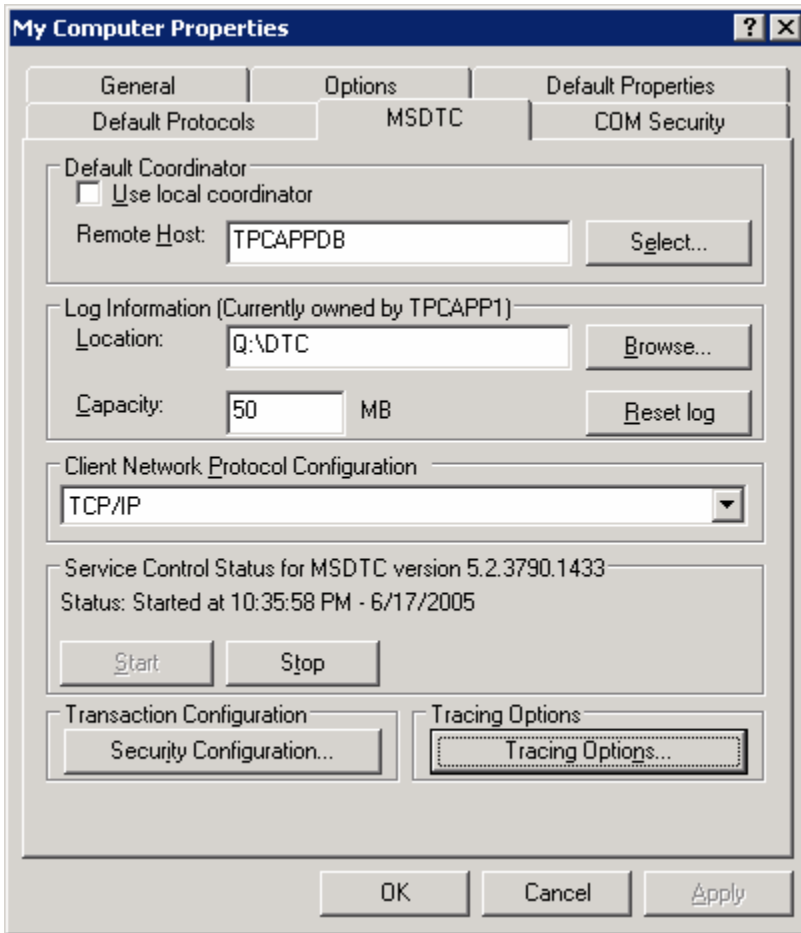 My Computer Properties ? X
General Options Default Properties
Default Protocols MSDTC COM Security
Default Coordinator
Use local coordinator
Remote Host: TPCAPPDB Select...
Log Information (Currently owned by TPCAPP1)
Location: Q:\DTC Browse...
Capacity: 50 MB Reset log
Client Network Protocol Configuration
TCP/IP
Service Control Status for MSDTC version 5.2.3790.1433
Status: Started at 10:35:58 PM - 6/17/2005
Start Stop
Transaction Configuration Tracing Options
Security Configuration... Tracing Options...
OK Cancel Apply